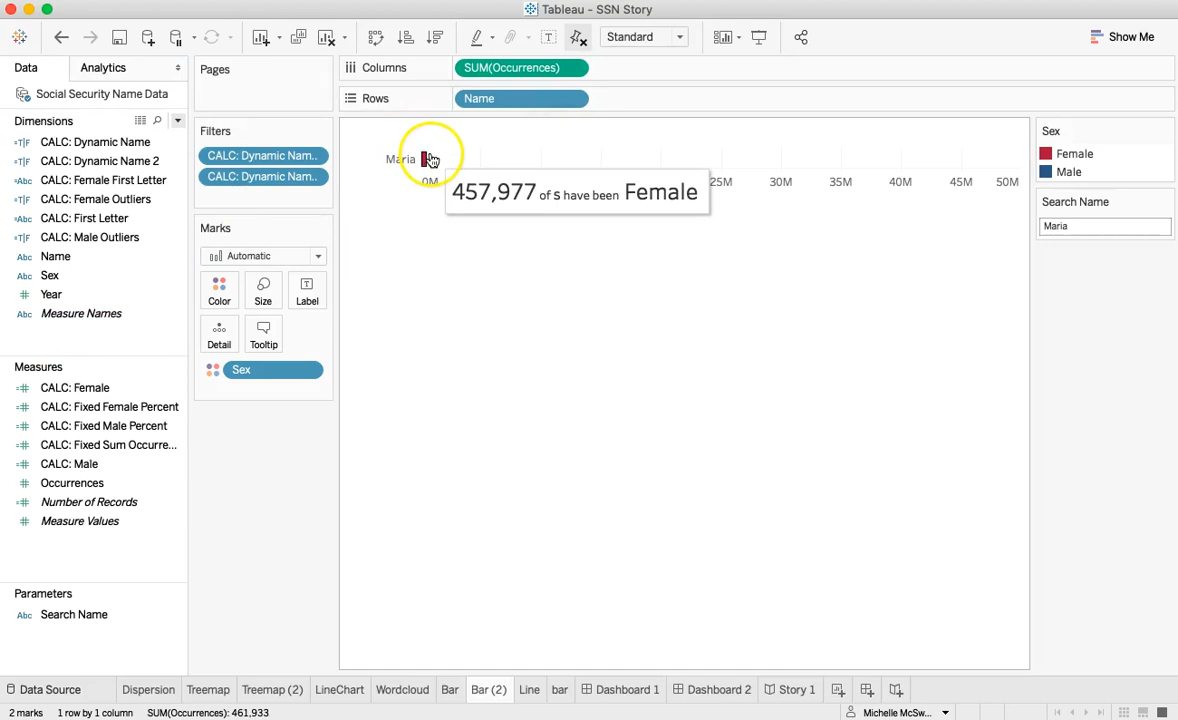 Tableau - SSN Story
Standard
Show Me
Data
Analytics
Pages
Columns
SUM(Occurrences)
Social Security Name Data
Rows
Name
Dimensions
CALC: Dynamic Name
CALC: Dynamic Name 2
CALC: Female First Letter
CALC: Female Outliers
CALC: First Letter
CALC: Male Outliers
Abc Name
Abc Sex
Year
Abc Measure Names
Measures
CALC: Female
CALC: Fixed Female Percent
CALC: Fixed Male Percent
CALC: Fixed Sum Occurre...
CALC: Male
Occurrences
Number of Records
Measure Values
Parameters
Abc Search Name
Filters
CALC: Dynamic Nam..
CALC: Dynamic Nam..
Marks
Automatic
Color
Size
Label
Detail
Tooltip
Sex
Maria
0M
25M 30M 35M 40M 45M 50M
457,977 of s have been Female
Sex
Female
Male
Search Name
Maria
Data Source Dispersion Treemap Treemap (2) LineChart Wordcloud Bar Bar (2) Line bar Dashboard 1 Dashboard 2 Story 1
2 marks 1 row by 1 column SUM(Occurrences): 461,933 Michelle McSw...